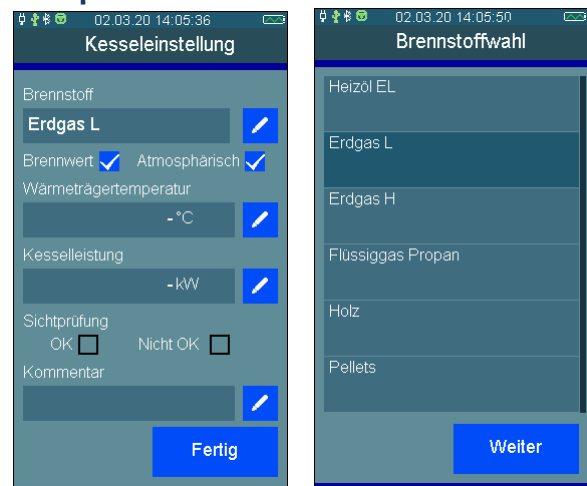 02.03.20 14:05:36
Kesseleinstellung
Brennstoff
Erdgas L
Brennwert Atmosphärisch
Wärmeträgertemperatur
-°C
Kesselleistung
-kW
Sichtprüfung
OK Nicht OK
Kommentar
Fertig
02.03.20 14:05:50
Brennstoffwahl
Heizöl EL
Erdgas L
Erdgas H
Flüssiggas Propan
Holz
Pellets
Weiter